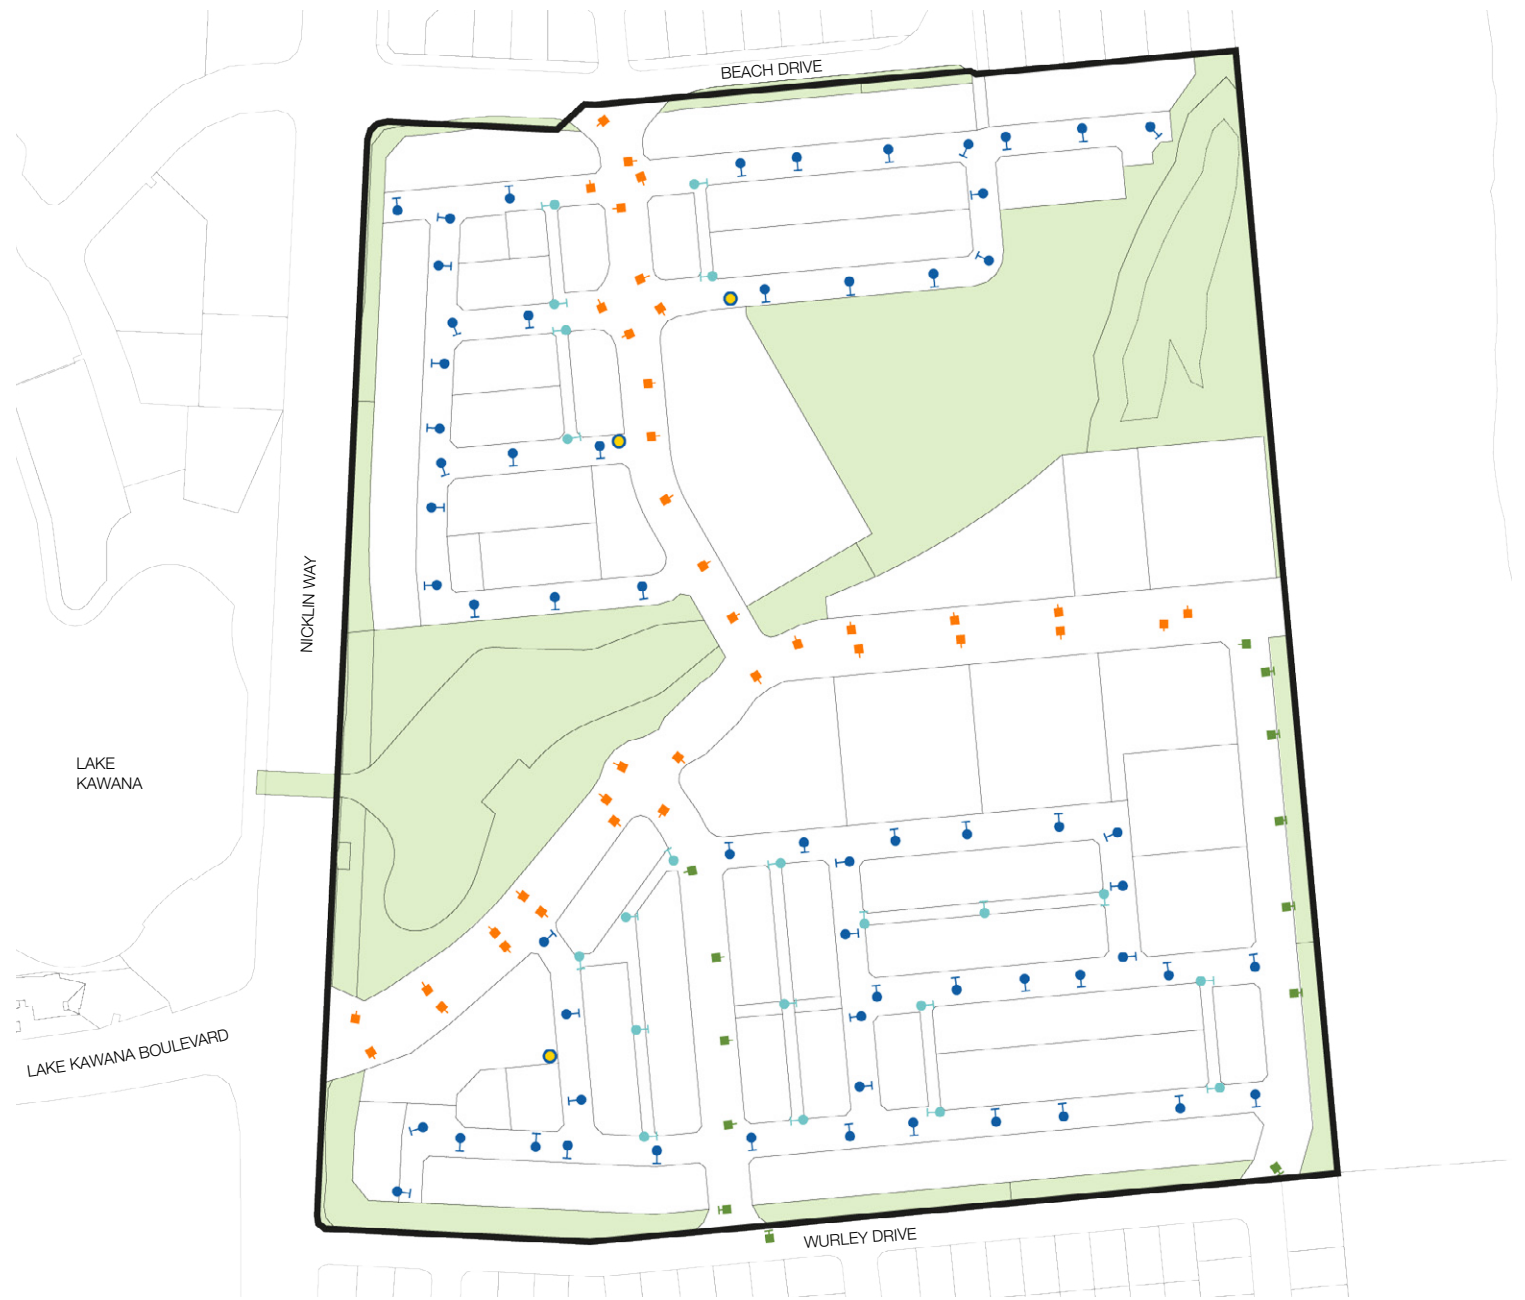 BEACH DRIVE
NICKLIN WAY
LAKE
KAWANA
LAKE KAWANA BOULEVARD
WURLEY DRIVE